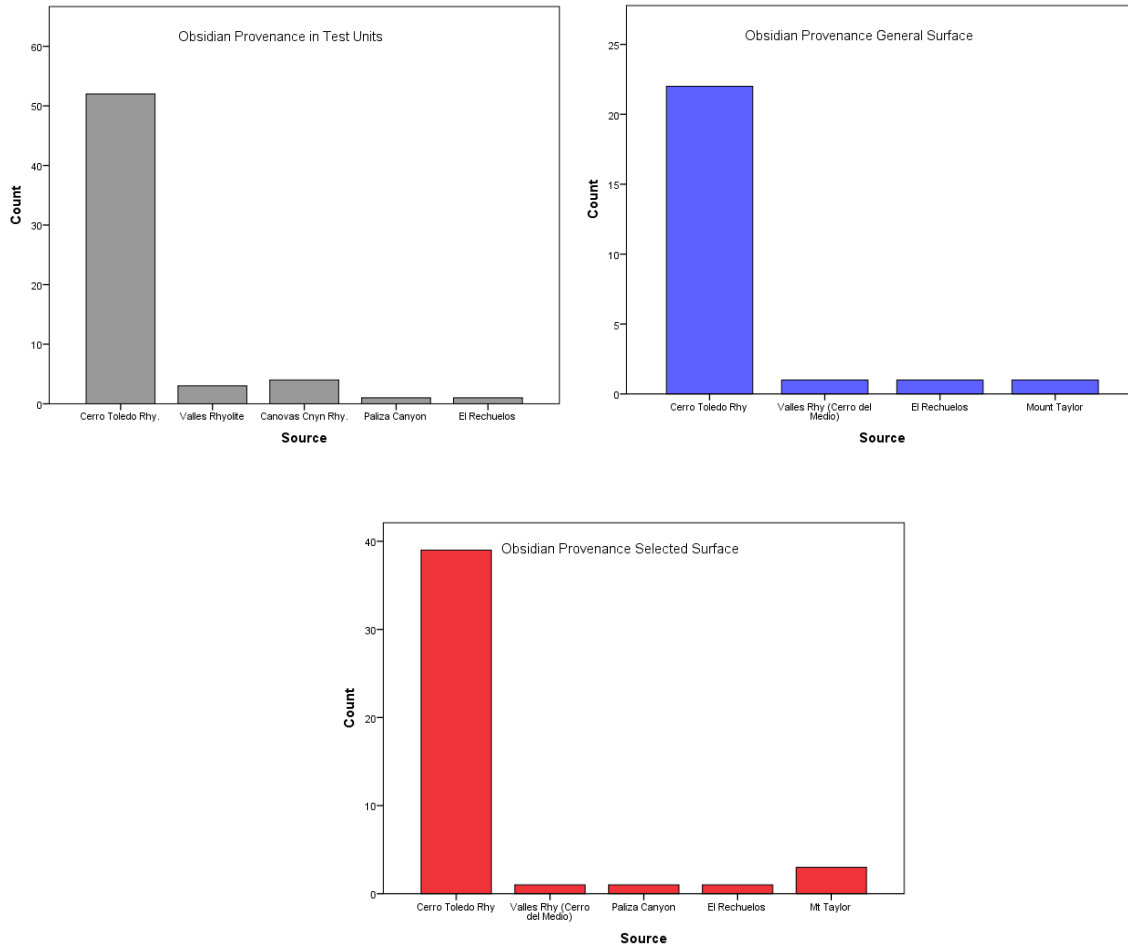 Obsidian Provenance in Test Units
60
50
40
30
20
10
0
Count
Cerro Toledo Rhy.
Valles Rhyolite
Canovas Cnyn Rhy.
Paliza Canyon
El Rechuelos
Source
Obsidian Provenance General Surface
25
20
15
10
5
0
Count
Cerro Toledo Rhy
Valles Rhy (Cerro del
Medio)
El Rechuelos
Mount Taylor
Source
Obsidian Provenance Selected Surface
40
30
20
10
0
Count
Cerro Toledo Rhy
Valles Rhy (Cerro
del Medio)
Paliza Canyon
El Rechuelos
Mt Taylor
Source